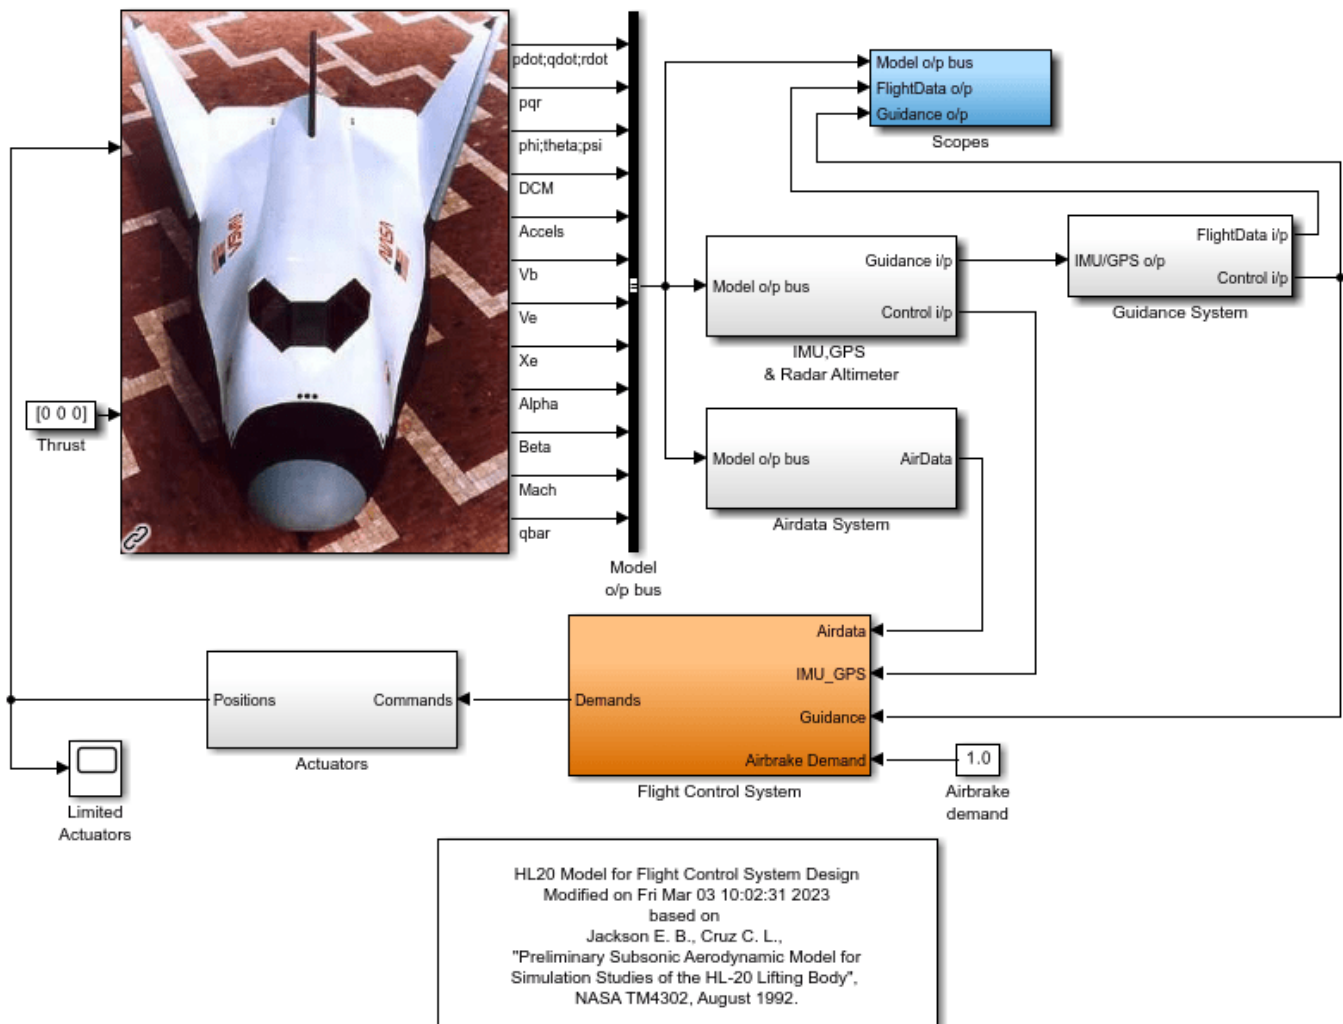 pdot;qdot;rdot
pqr
phi;theta;psi
DCM
Accels
Vb
Ve
Xe
Alpha
Beta
Mach
qbar
NASA
NASA
[0 0 0]
Thrust
Model
o/p bus
Model o/p bus
FlightData o/p
Guidance o/p
Scopes
Guidance i/p
Model o/p bus
Control i/p
IMU,GPS
& Radar Altimeter
FlightData i/p
IMU/GPS o/p
Control i/p
Guidance System
Model o/p bus
AirData
Airdata System
Airdata
IMU_GPS
Demands
Guidance
Airbrake Demand
Flight Control System
1.0
Airbrake
demand
Positions
Commands
Actuators
Limited
Actuators
HL20 Model for Flight Control System Design
Modified on Fri Mar 03 10:02:31 2023
based on
Jackson E. B., Cruz C. L.,
"Preliminary Subsonic Aerodynamic Model for
Simulation Studies of the HL-20 Lifting Body",
NASA TM4302, August 1992.